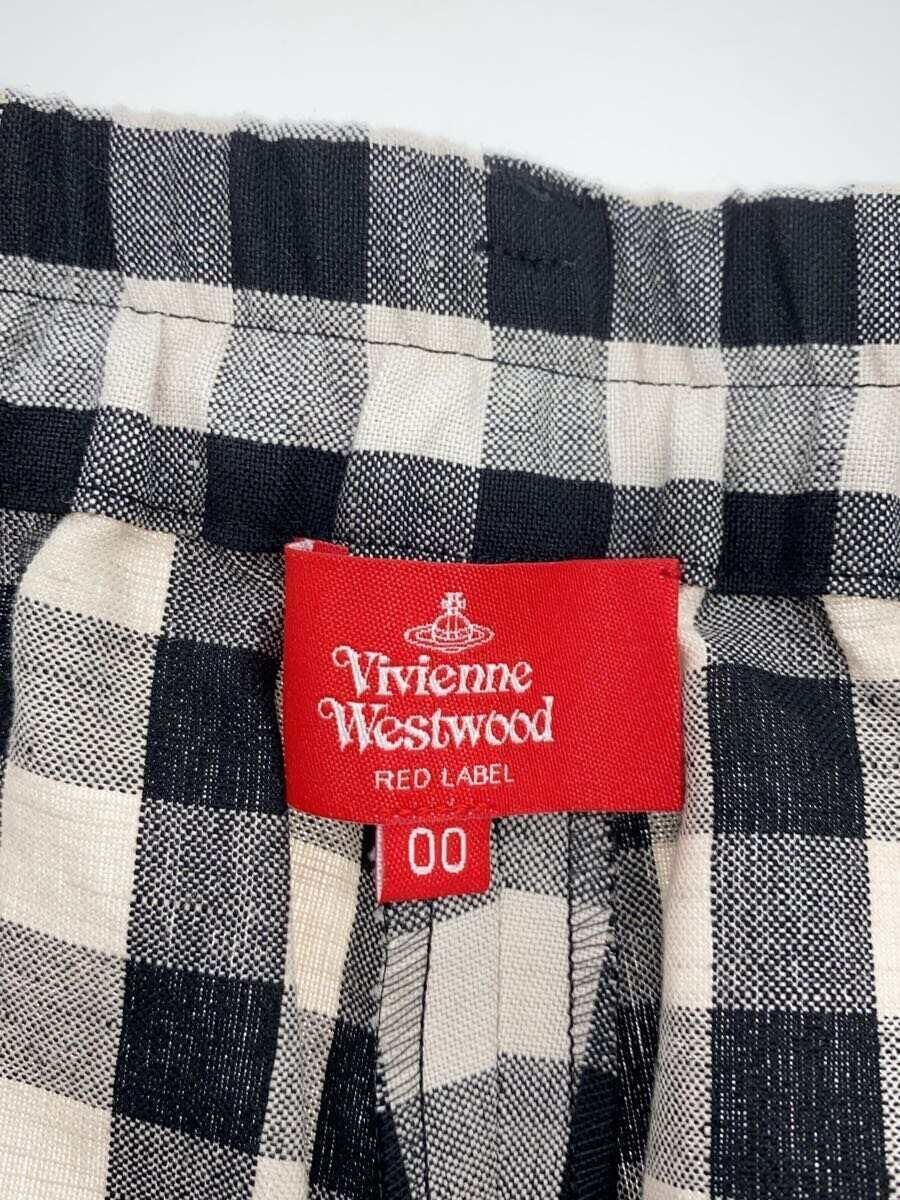 Vivienne
Westwood
RED LABEL
00